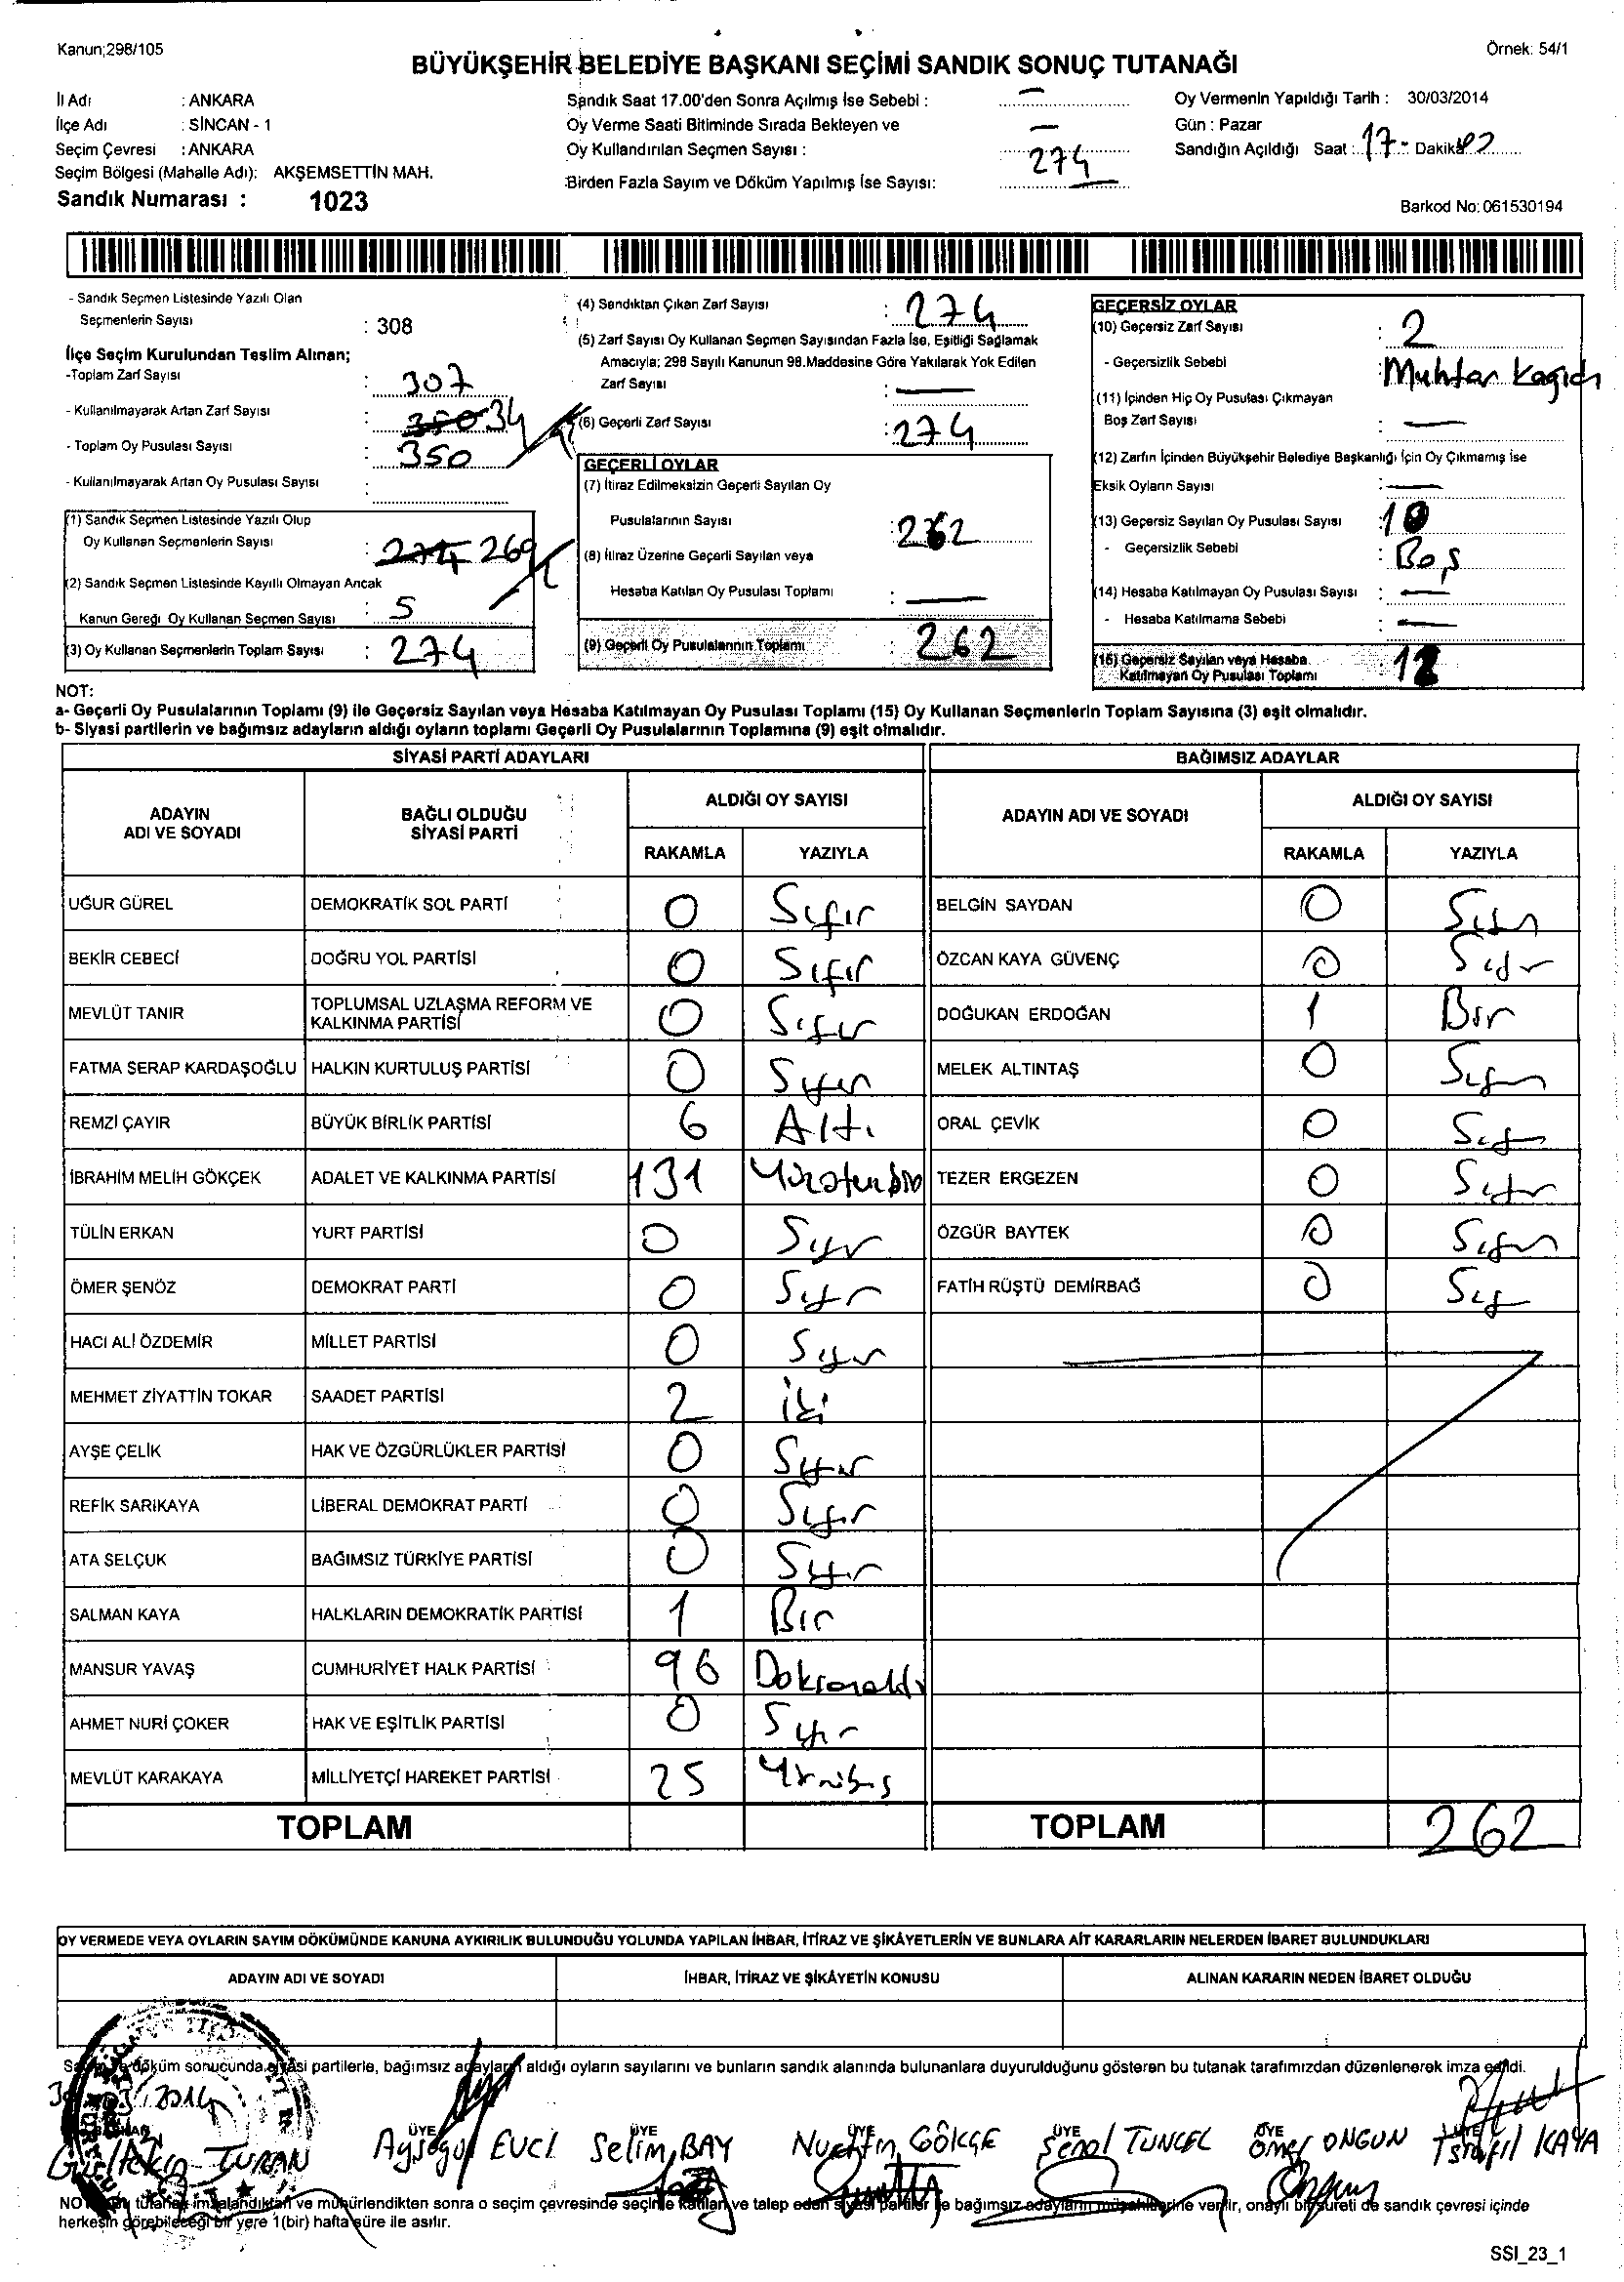 Kanun;298/105
Örnek: 54/1
BÜYÜKŞEHİR BELEDİYE BAŞKANI SEÇİMİ SANDIK SONUÇ TUTANAĞI
İl Adı : ANKARA
İlçe Adı : SİNCAN - 1
Seçim Çevresi : ANKARA
Seçim Bölgesi (Mahalle Adı): AKŞEMSETTİN MAH.
Sandık Numarası : 1023
Sandık Saat 17.00'den Sonra Açılmış İse Sebebi : —
Oy Verme Saati Bitiminde Sırada Bekleyen ve
Oy Kullandırılan Seçmen Sayısı : —
Birden Fazla Sayım ve Döküm Yapılmış İse Sayısı: 274
Oy Vermenin Yapıldığı Tarih : 30/03/2014
Gün : Pazar
Sandığın Açıldığı Saat : 17 Dakika
Barkod No: 061530194
- Sandık Seçmen Listesinde Yazılı Olan
Seçmenlerin Sayısı : 308
İlçe Seçim Kurulundan Teslim Alınan;
-Toplam Zarf Sayısı : 307
- Kullanılmayarak Artan Zarf Sayısı : 350 34
- Toplam Oy Pusulası Sayısı : 350
- Kullanılmayarak Artan Oy Pusulası Sayısı :
(1) Sandık Seçmen Listesinde Yazılı Olup
Oy Kullanan Seçmenlerin Sayısı : 274 269
(2) Sandık Seçmen Listesinde Kayıllı Olmayan Ancak
Kanun Gereği Oy Kullanan Seçmen Sayısı : 5
(3) Oy Kullanan Seçmenlerin Toplam Sayısı : 274
(4) Sandıktan Çıkan Zarf Sayısı : 274
(5) Zarf Sayısı Oy Kullanan Seçmen Sayısından Fazla İse, Eşitliği Sağlamak
Amacıyla; 298 Sayılı Kanunun 98.Maddesine Göre Yakılarak Yok Edilen
Zarf Sayısı : —
(6) Geçerli Zarf Sayısı : 274
GEÇERLİ OYLAR
(7) İtiraz Edilmeksizin Geçerli Sayılan Oy
Pusulalarının Sayısı : 262
(8) İtiraz Üzerine Geçerli Sayılan veya
Hesaba Katılan Oy Pusulası Toplamı : —
(9) Geçerli Oy Pusulalarının Toplamı : 262
GEÇERSİZ OYLAR
(10) Geçersiz Zarf Sayısı : 2
- Geçersizlik Sebebi : Muhtar Kagıdı
(11) İçinden Hiç Oy Pusulası Çıkmayan
Boş Zarf Sayısı : —
(12) Zarfın İçinden Büyükşehir Belediye Başkanlığı İçin Oy Çıkmamış İse
Eksik Oyların Sayısı : —
(13) Geçersiz Sayılan Oy Pusulası Sayısı : 10
- Geçersizlik Sebebi : Boş
(14) Hesaba Katılmayan Oy Pusulası Sayısı : —
- Hesaba Katılmama Sebebi : —
(15) Geçersiz Sayılan veya Hesaba : 12
Katılmayan Oy Pusulası Toplamı
NOT:
a- Geçerli Oy Pusulalarının Toplamı (9) ile Geçersiz Sayılan veya Hesaba Katılmayan Oy Pusulası Toplamı (15) Oy Kullanan Seçmenlerin Toplam Sayısına (3) eşit olmalıdır.
b- Siyasi partilerin ve bağımsız adayların aldığı oyların toplamı Geçerli Oy Pusulalarının Toplamına (9) eşit olmalıdır.
SİYASİ PARTİ ADAYLARI
ADAYIN ADI VE SOYADI BAĞLI OLDUĞU SİYASİ PARTİ ALDIĞI OY SAYISI
RAKAMLA YAZIYLA
UĞUR GÜREL DEMOKRATİK SOL PARTİ 0 Sıfır
BEKİR CEBECİ DOĞRU YOL PARTİSİ 0 Sıfır
MEVLÜT TANIR TOPLUMSAL UZLAŞMA REFORM VE KALKINMA PARTİSİ 0 Sıfır
FATMA SERAP KARDAŞOĞLU HALKIN KURTULUŞ PARTİSİ 0 Sıfır
REMZİ ÇAYIR BÜYÜK BİRLİK PARTİSİ 6 Altı
İBRAHİM MELİH GÖKÇEK ADALET VE KALKINMA PARTİSİ 131
TÜLİN ERKAN YURT PARTİSİ 0 Sıfır
ÖMER ŞENÖZ DEMOKRAT PARTİ 0 Sıfır
HACI ALİ ÖZDEMİR MİLLET PARTİSİ 0 Sıfır
MEHMET ZİYATTİN TOKAR SAADET PARTİSİ 2 iki
AYŞE ÇELİK HAK VE ÖZGÜRLÜKLER PARTİSİ 0 Sıfır
REFİK SARIKAYA LİBERAL DEMOKRAT PARTİ 0 Sıfır
ATA SELÇUK BAĞIMSIZ TÜRKİYE PARTİSİ 0 Sıfır
SALMAN KAYA HALKLARIN DEMOKRATİK PARTİSİ 1 Bir
MANSUR YAVAŞ CUMHURİYET HALK PARTİSİ 96
AHMET NURİ ÇOKER HAK VE EŞİTLİK PARTİSİ 0 Sıfır
MEVLÜT KARAKAYA MİLLİYETÇİ HAREKET PARTİSİ 25
TOPLAM
BAĞIMSIZ ADAYLAR
ADAYIN ADI VE SOYADI ALDIĞI OY SAYISI
RAKAMLA YAZIYLA
BELGİN SAYDAN 0 Sıfır
ÖZCAN KAYA GÜVENÇ 0 Sıfır
DOĞUKAN ERDOĞAN 1 Bir
MELEK ALTINTAŞ 0 Sıfır
ORAL ÇEVİK 0 Sıfır
TEZER ERGEZEN 0 Sıfır
ÖZGÜR BAYTEK 0 Sıfır
FATİH RÜŞTÜ DEMİRBAĞ 0 Sıf
TOPLAM 262
OY VERMEDE VEYA OYLARIN SAYIM DÖKÜMÜNDE KANUNA AYKIRILIK BULUNDUĞU YOLUNDA YAPILAN İHBAR, İTİRAZ VE ŞİKÂYETLERİN VE BUNLARA AİT KARARLARIN NELERDEN İBARET BULUNDUKLARI
ADAYIN ADI VE SOYADI İHBAR, İTİRAZ VE ŞİKÂYETİN KONUSU ALINAN KARARIN NEDEN İBARET OLDUĞU
Sayım ve döküm sonucunda siyasi partilerle, bağımsız adayların aldığı oyların sayılarını ve bunların sandık alanında bulunanlara duyurulduğunu gösteren bu tutanak tarafımızdan düzenlenerek imza edildi.
2014
BAŞKAN ÜYE ÜYE ÜYE ÜYE ÜYE ÜYE
TURAN Ayşegül EVCİ Selim BAY Nurettin GÖKÇE Şenol TUNCEL Ömer ONGUN İsrafil KAYA
NOT: Bu tutanak imzalandıktan ve mühürlendikten sonra o seçim çevresinde seçime katılan ve talep eden siyasi partiler ile bağımsız adayların müşahitlerine verilir, onaylı bir sureti de sandık çevresi içinde
herkesin görebileceği bir yere 1(bir) hafta süre ile asılır.
SSI_23_1